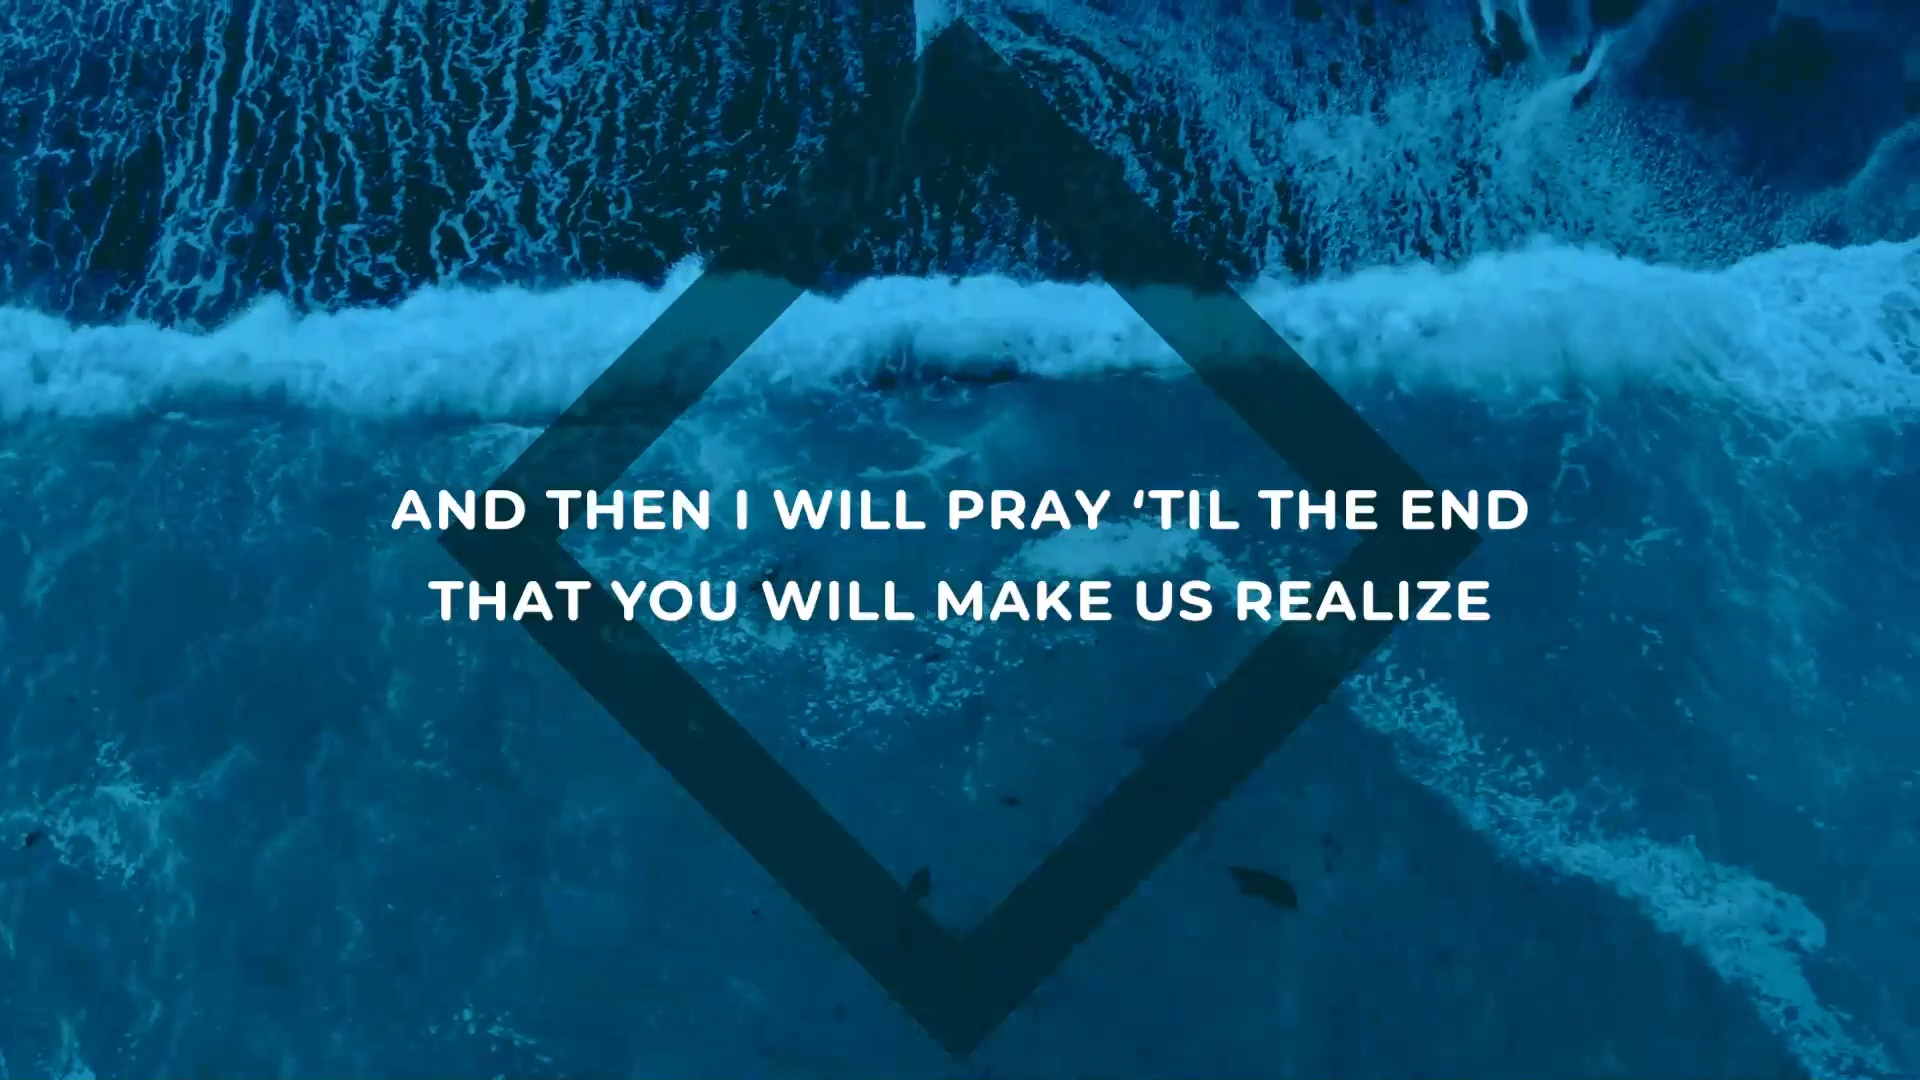 AND THEN I WILL PRAY ‘TIL THE END
THAT YOU WILL MAKE US REALIZE